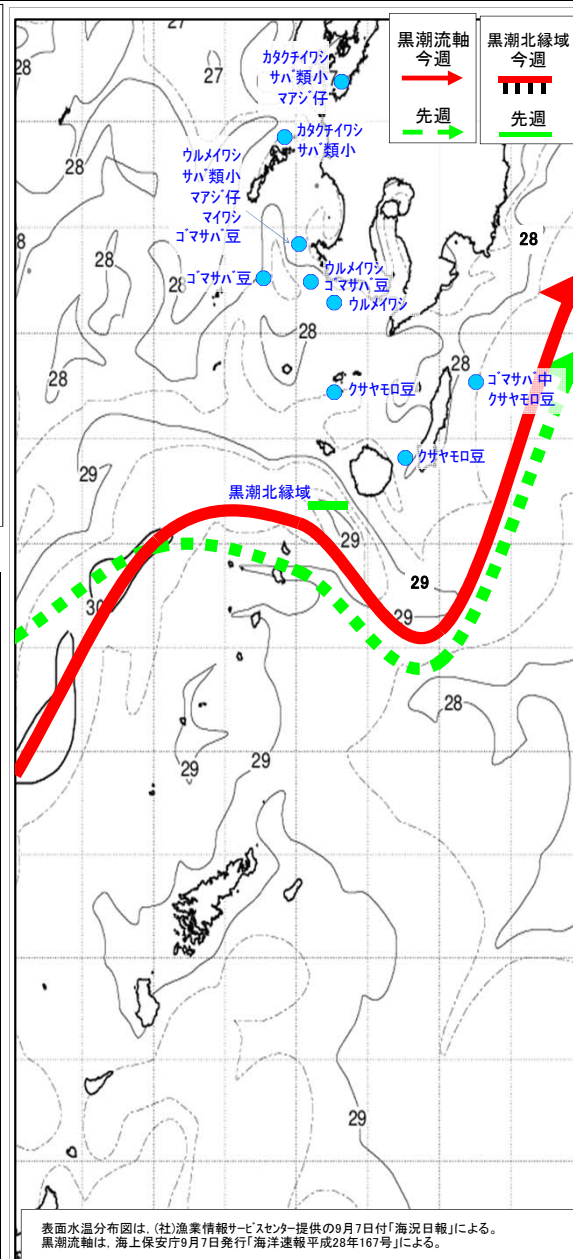 黒潮流軸
今週
先週
黒潮北縁域
今週
先週
27
28
27
28
7
28
28
28
28
28
28
28
28
29
29
29
29
30
28
29
29
29
カタクチイワシ
サバ類小
マアジ仔
カタクチイワシ
サバ類小
ウルメイワシ
サバ類小
マアジ仔
マイワシ
ゴマサバ豆
ゴマサバ豆
ウルメイワシ
ゴマサバ豆
ウルメイワシ
クサヤモロ豆
ゴマサバ中
クサヤモロ豆
クサヤモロ豆
黒潮北縁域
表面水温分布図は、(社)漁業情報サービスセンター提供の9月7日付「海況日報」による。
黒潮流軸は、海上保安庁9月7日発行「海洋速報平成28年167号」による。